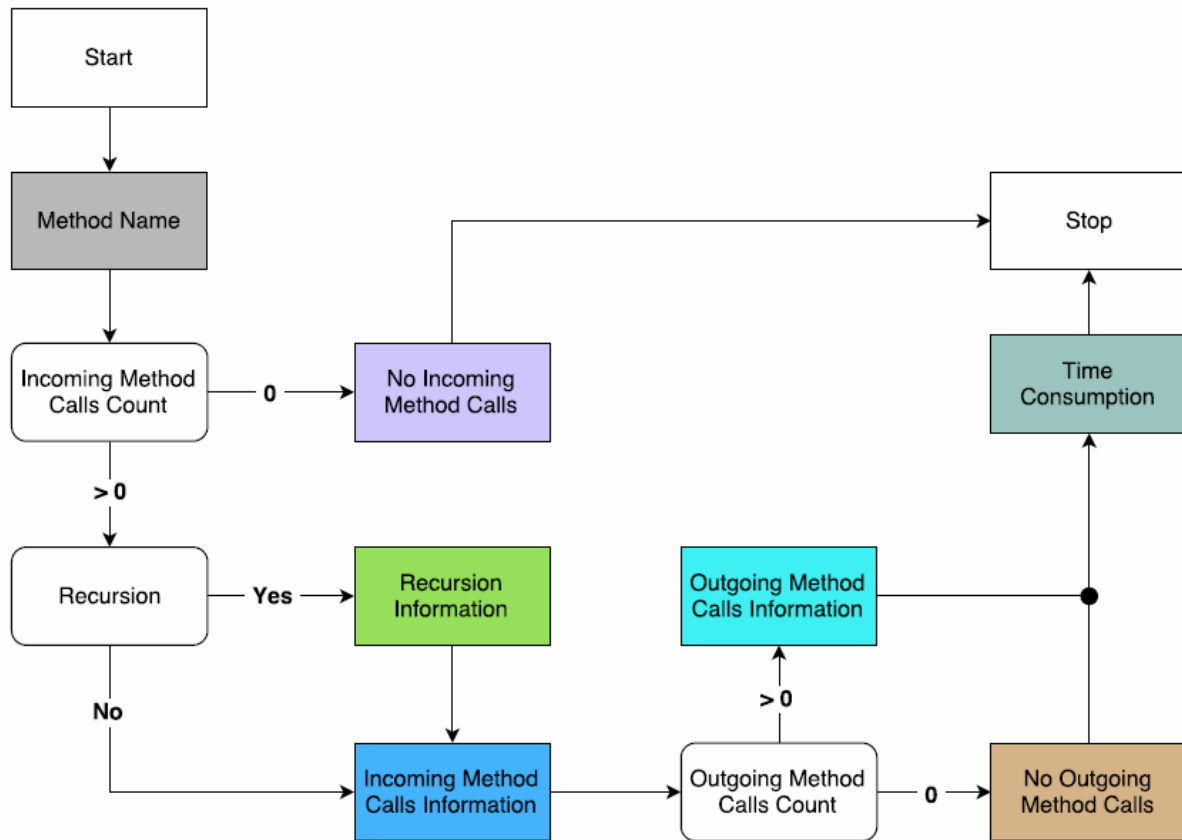 Start
Method Name
Stop
Incoming Method
Calls Count
0
No Incoming
Method Calls
Time
Consumption
> 0
Recursion
Yes
Recursion
Information
Outgoing Method
Calls Information
No
> 0
Incoming Method
Calls Information
Outgoing Method
Calls Count
0
No Outgoing
Method Calls